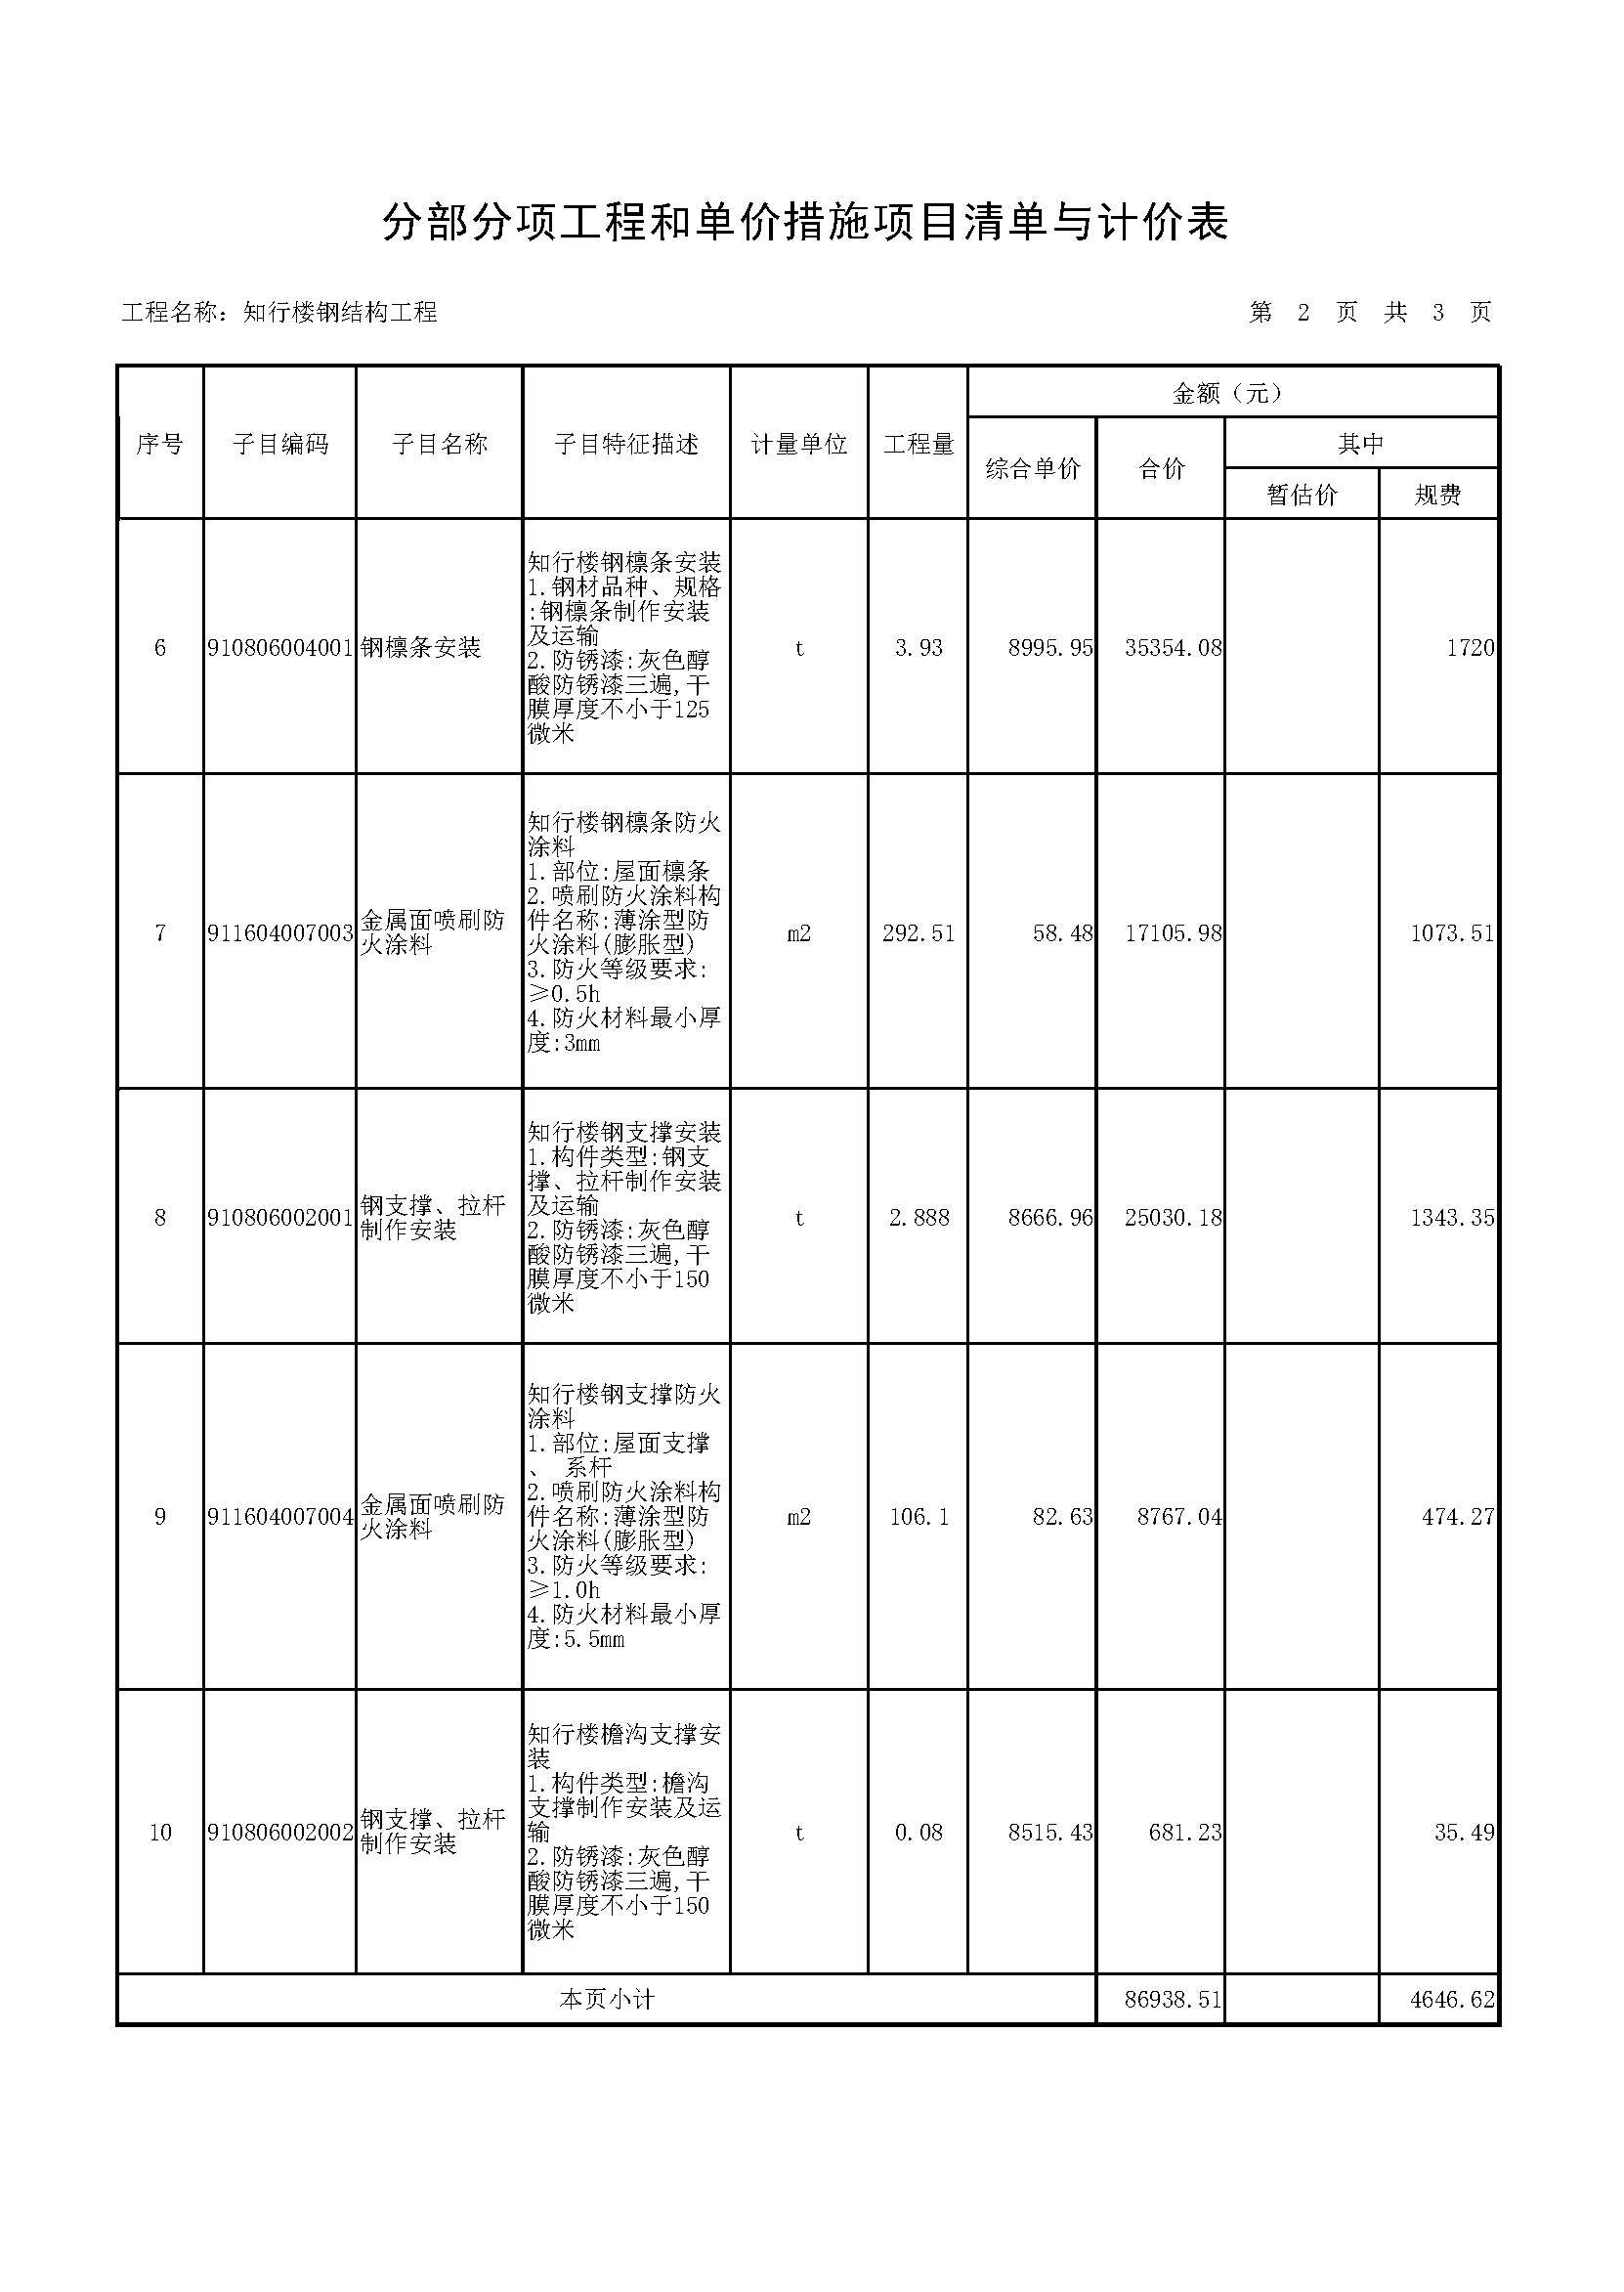 分部分项工程和单价措施项目清单与计价表
工程名称：知行楼钢结构工程
第 2 页 共 3 页
序号
子目编码
子目名称
子目特征描述
计量单位
工程量
金额（元）
综合单价
合价
其中
暂估价
规费
6
910806004001
钢檩条安装
知行楼钢檩条安装
1.钢材品种、规格
:钢檩条制作安装
及运输
2.防锈漆:灰色醇
酸防锈漆三遍,干
膜厚度不小于125
微米
t
3.93
8995.95
35354.08
1720
7
911604007003
金属面喷刷防
火涂料
知行楼钢檩条防火
涂料
1.部位:屋面檩条
2.喷刷防火涂料构
件名称:薄涂型防
火涂料(膨胀型)
3.防火等级要求:
≥0.5h
4.防火材料最小厚
度:3mm
m2
292.51
58.48
17105.98
1073.51
8
910806002001
钢支撑、拉杆
制作安装
知行楼钢支撑安装
1.构件类型:钢支
撑、拉杆制作安装
及运输
2.防锈漆:灰色醇
酸防锈漆三遍,干
膜厚度不小于150
微米
t
2.888
8666.96
25030.18
1343.35
9
911604007004
金属面喷刷防
火涂料
知行楼钢支撑防火
涂料
1.部位:屋面支撑
、 系杆
2.喷刷防火涂料构
件名称:薄涂型防
火涂料(膨胀型)
3.防火等级要求:
≥1.0h
4.防火材料最小厚
度:5.5mm
m2
106.1
82.63
8767.04
474.27
10
910806002002
钢支撑、拉杆
制作安装
知行楼檐沟支撑安
装
1.构件类型:檐沟
支撑制作安装及运
输
2.防锈漆:灰色醇
酸防锈漆三遍,干
膜厚度不小于150
微米
t
0.08
8515.43
681.23
35.49
本页小计
86938.51
4646.62